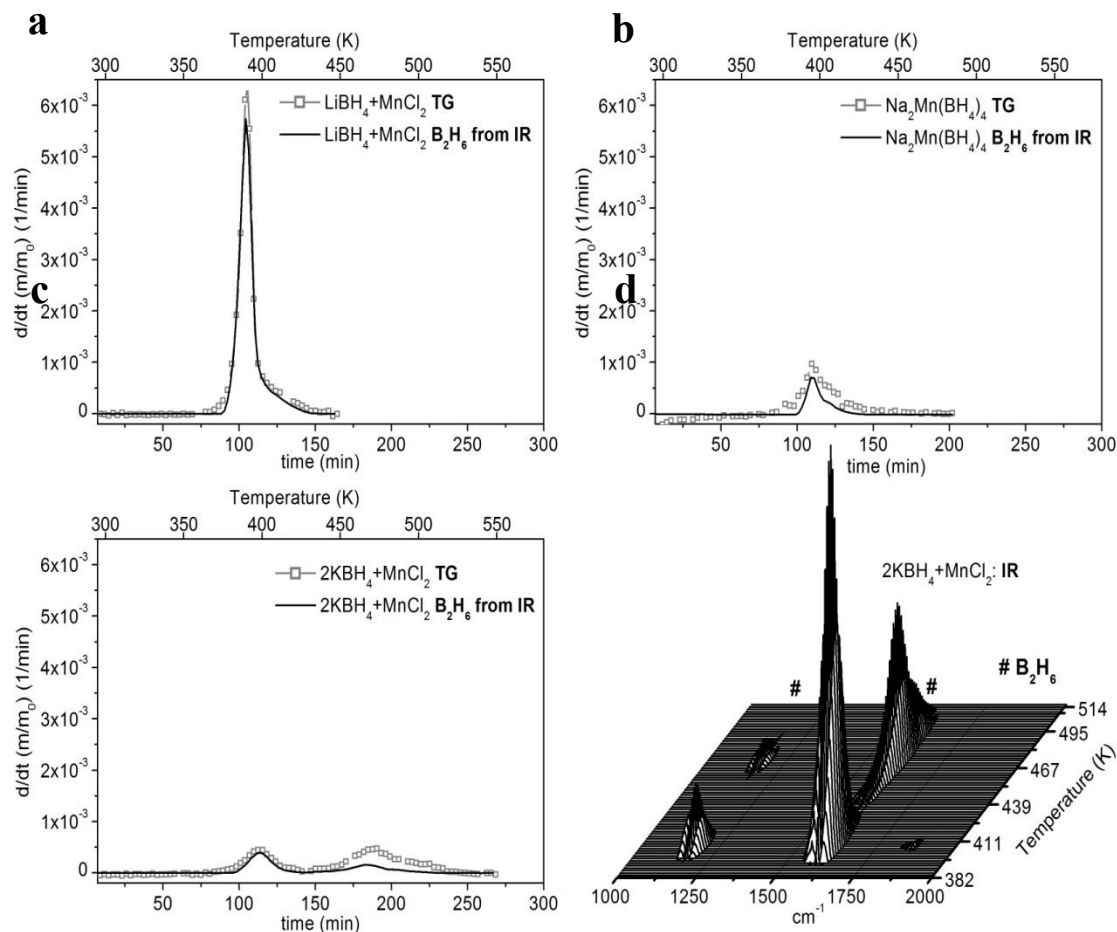 a
Temperature (K)
300 350 400 450 500 550
6x10⁻³
5x10⁻³
4x10⁻³
3x10⁻³
2x10⁻³
1x10⁻³
0
d/dt (m/m₀) (1/min)
LiBH₄+MnCl₂ TG
LiBH₄+MnCl₂ B₂H₆ from IR
50 100 150 200 250 300
time (min)
b
Temperature (K)
300 350 400 450 500 550
6x10⁻³
5x10⁻³
4x10⁻³
3x10⁻³
2x10⁻³
1x10⁻³
0
d/dt (m/m₀) (1/min)
Na₂Mn(BH₄)₄ TG
Na₂Mn(BH₄)₄ B₂H₆ from IR
50 100 150 200 250 300
time (min)
c
Temperature (K)
300 350 400 450 500 550
6x10⁻³
5x10⁻³
4x10⁻³
3x10⁻³
2x10⁻³
1x10⁻³
0
d/dt (m/m₀) (1/min)
2KBH₄+MnCl₂ TG
2KBH₄+MnCl₂ B₂H₆ from IR
50 100 150 200 250 300
time (min)
d
2KBH₄+MnCl₂: IR
# B₂H₆
#
#
514
495
467
439
411
382
Temperature (K)
1000 1250 1500 1750 2000
cm⁻¹